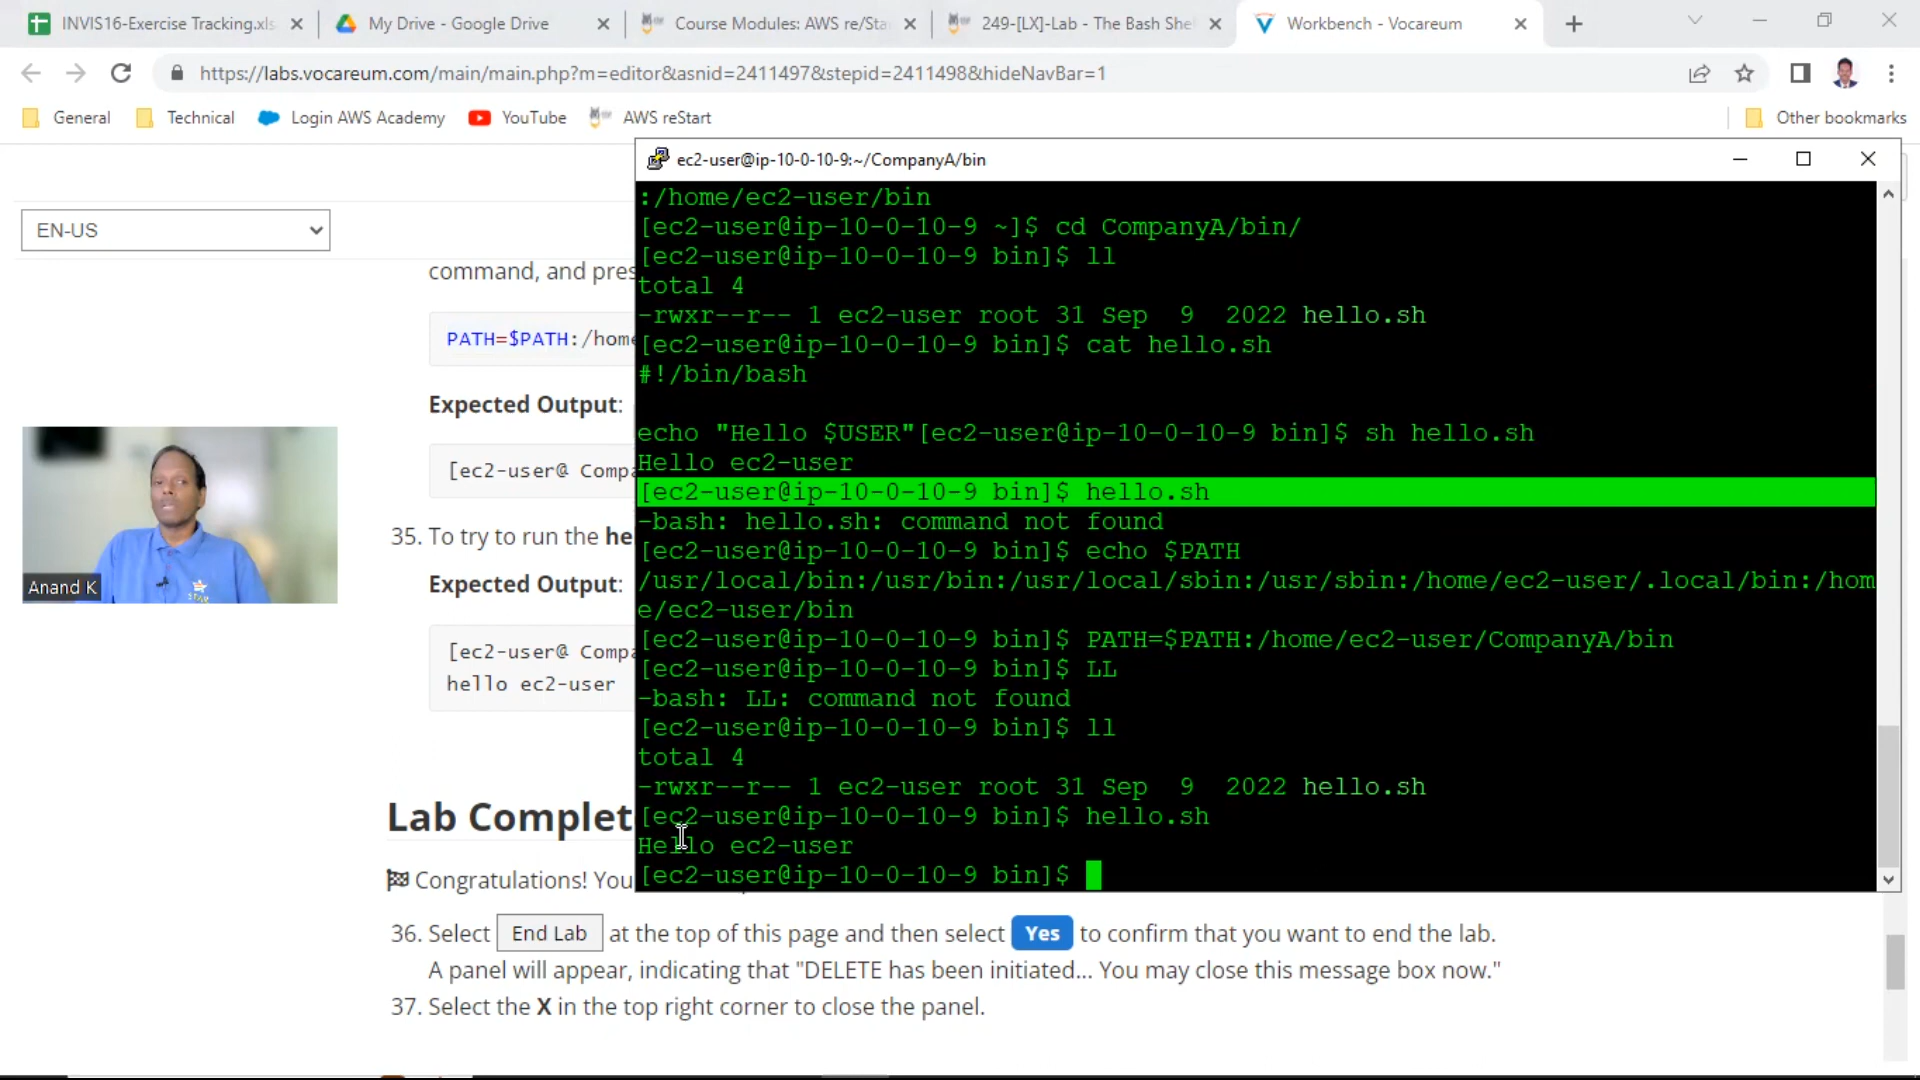 INVIS16-Exercise Tracking.xls
My Drive - Google Drive
Course Modules: AWS re/Sta
249-[LX]-Lab - The Bash She
Workbench - Vocareum
https://labs.vocareum.com/main/main.php?m=editor&asnid=2411497&stepid=2411498&hideNavBar=1
General
Technical
Login AWS Academy
YouTube
AWS reStart
Other bookmarks
EN-US
command, and pres
PATH=$PATH:/home
Expected Output:
[ec2-user@ Compa
35. To try to run the he
Expected Output:
[ec2-user@ Compa
hello ec2-user
Anand K
ec2-user@ip-10-0-10-9:~/CompanyA/bin
:/home/ec2-user/bin
[ec2-user@ip-10-0-10-9 ~]$ cd CompanyA/bin/
[ec2-user@ip-10-0-10-9 bin]$ ll
total 4
-rwxr--r-- 1 ec2-user root 31 Sep  9  2022 hello.sh
[ec2-user@ip-10-0-10-9 bin]$ cat hello.sh
#!/bin/bash
echo "Hello $USER"[ec2-user@ip-10-0-10-9 bin]$ sh hello.sh
Hello ec2-user
[ec2-user@ip-10-0-10-9 bin]$ hello.sh
-bash: hello.sh: command not found
[ec2-user@ip-10-0-10-9 bin]$ echo $PATH
/usr/local/bin:/usr/bin:/usr/local/sbin:/usr/sbin:/home/ec2-user/.local/bin:/hom
e/ec2-user/bin
[ec2-user@ip-10-0-10-9 bin]$ PATH=$PATH:/home/ec2-user/CompanyA/bin
[ec2-user@ip-10-0-10-9 bin]$ LL
-bash: LL: command not found
[ec2-user@ip-10-0-10-9 bin]$ ll
total 4
-rwxr--r-- 1 ec2-user root 31 Sep  9  2022 hello.sh
[ec2-user@ip-10-0-10-9 bin]$ hello.sh
Hello ec2-user
[ec2-user@ip-10-0-10-9 bin]$
Lab Complet
Congratulations! You
36. Select End Lab at the top of this page and then select Yes to confirm that you want to end the lab.
A panel will appear, indicating that "DELETE has been initiated... You may close this message box now."
37. Select the X in the top right corner to close the panel.